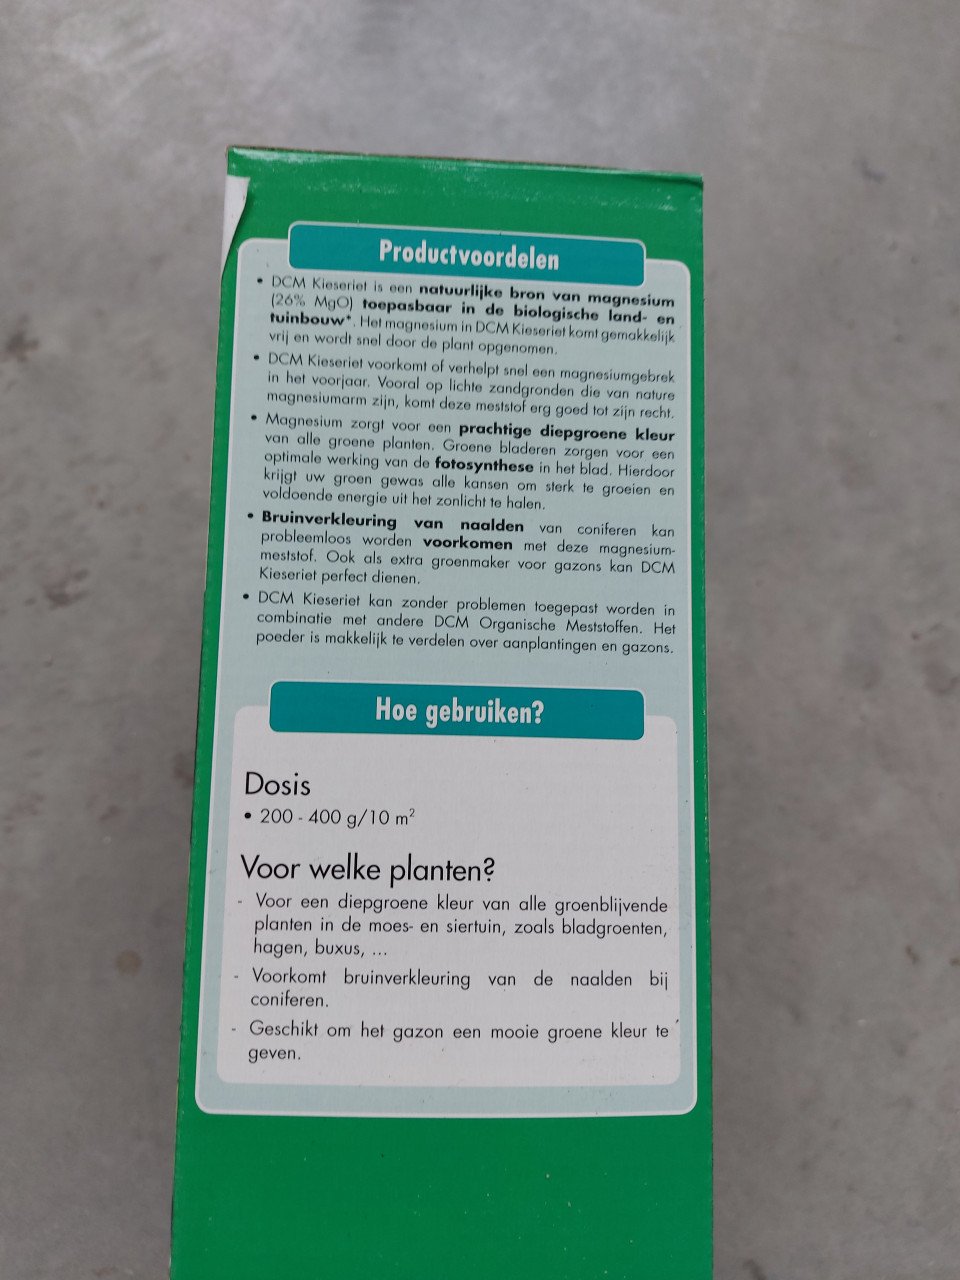 Productvoordelen
• DCM Kieseriet is een natuurlijke bron van magnesium
(26% MgO) toepasbaar in de biologische land- en
tuinbouw*. Het magnesium in DCM Kieseriet komt gemakkelijk
vrij en wordt snel door de plant opgenomen.
• DCM Kieseriet voorkomt of verhelpt snel een magnesiumgebrek
in het voorjaar. Vooral op lichte zandgronden die van nature
magnesiumarm zijn, komt deze meststof erg goed tot zijn recht.
• Magnesium zorgt voor een prachtige diepgroene kleur
van alle groene planten. Groene bladeren zorgen voor een
optimale werking van de fotosynthese in het blad. Hierdoor
krijgt uw groen gewas alle kansen om sterk te groeien en
voldoende energie uit het zonlicht te halen.
• Bruinverkleuring van naalden van coniferen kan
probleemloos worden voorkomen met deze magnesium-
meststof. Ook als extra groenmaker voor gazons kan DCM
Kieseriet perfect dienen.
• DCM Kieseriet kan zonder problemen toegepast worden in
combinatie met andere DCM Organische Meststoffen. Het
poeder is makkelijk te verdelen over aanplantingen en gazons.
Hoe gebruiken?
Dosis
• 200 - 400 g/10 m²
Voor welke planten?
- Voor een diepgroene kleur van alle groenblijvende
planten in de moes- en siertuin, zoals bladgroenten,
hagen, buxus, ...
- Voorkomt bruinverkleuring van de naalden bij
coniferen.
- Geschikt om het gazon een mooie groene kleur te
geven.